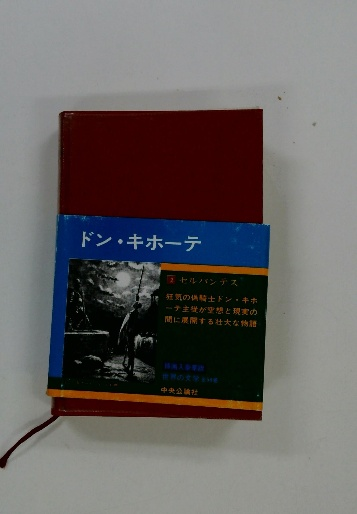 ドン・キホーテ
セルバンテス
狂気の偽騎士ドン・キホ
ーテ主従が空想と現実の
間に展開する壮大な物語
中央公論社